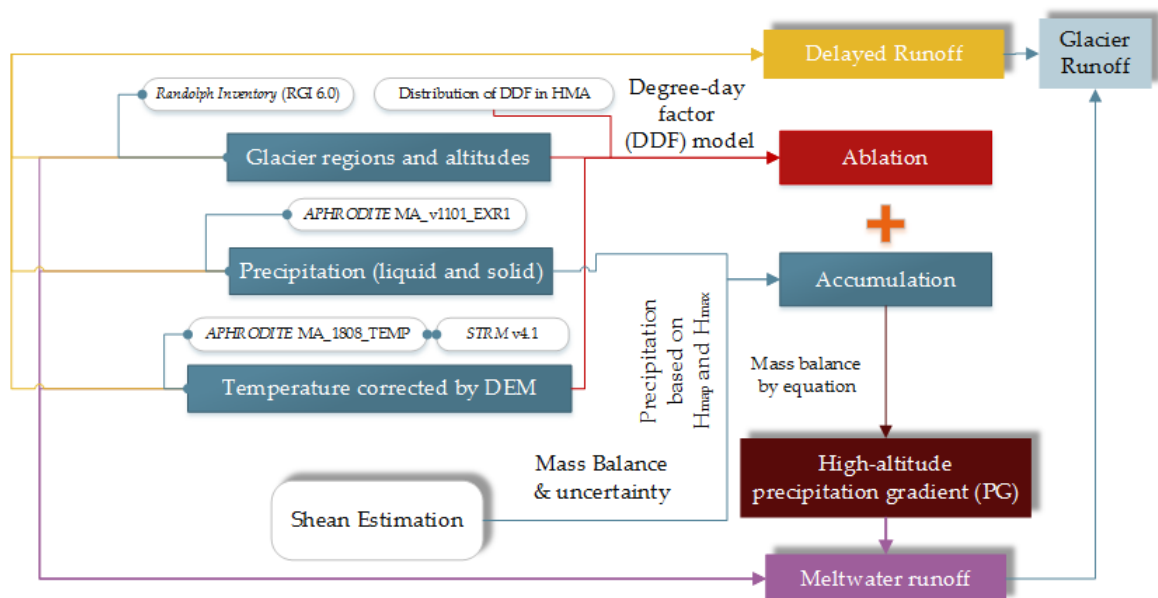 Delayed Runoff
Glacier
Runoff
Randolph Inventory (RGI 6.0)
Distribution of DDF in HMA
Degree-day
factor
(DDF) model
Glacier regions and altitudes
Ablation
APHRODITE MA_v1101_EXR1
Precipitation (liquid and solid)
Accumulation
APHRODITE MA_1808_TEMP
STRM v4.1
Temperature corrected by DEM
Precipitation
based on
Hmap and Hmax
Mass balance
by equation
Mass Balance
& uncertainty
Shean Estimation
High-altitude
precipitation gradient (PG)
Meltwater runoff